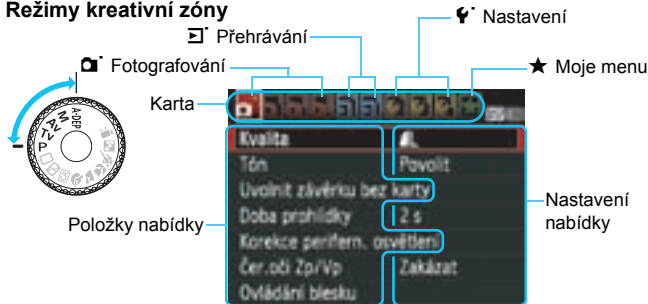 Režimy kreativní zóny
Nastavení
Přehrávání
Fotografování
Moje menu
Karta
A-DEP
M
Av
Tv
P
Kvalita L
Tón Povolit
Uvolnit závěrku bez karty
Doba prohlídky 2 s
Korekce perifern. osvětlení
Čer.oči Zp/Vp Zakázat
Ovládání blesku
Položky nabídky
Nastavení
nabídky